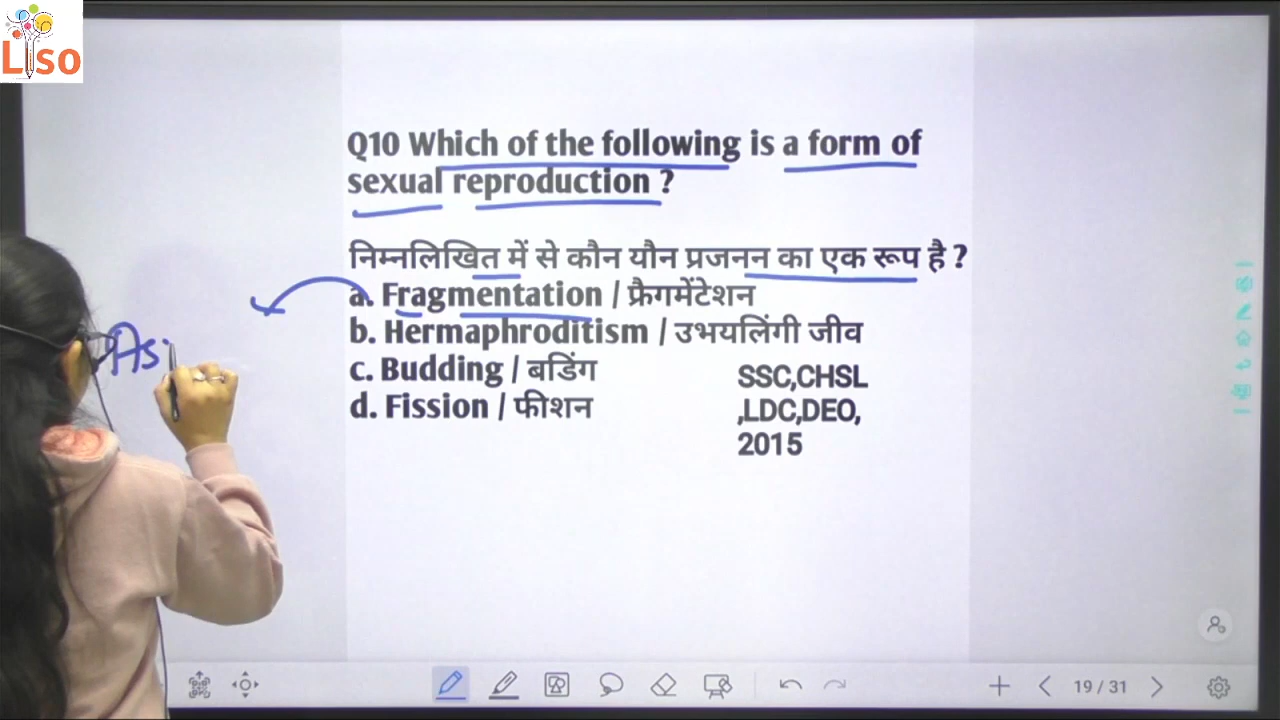 Liso
Q10 Which of the following is a form of
sexual reproduction ?
निम्नलिखित में से कौन यौन प्रजनन का एक रूप है ?
a. Fragmentation / फ्रैगमेंटेशन
b. Hermaphroditism / उभयलिंगी जीव
c. Budding / बडिंग
d. Fission / फीशन
SSC,CHSL
,LDC,DEO,
2015
Asi
19 / 31